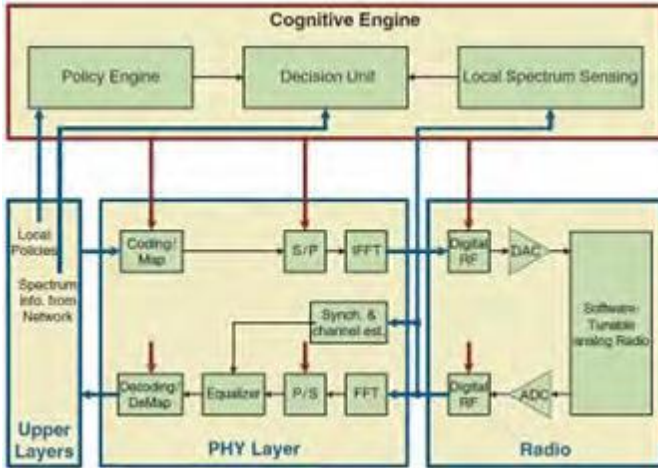 Cognitive Engine
Policy Engine
Decision Unit
Local Spectrum Sensing
Local
Policies
Spectrum
info. from
Network
Upper
Layers
Coding/
Map
S/P
IFFT
Synch. &
channel est.
Decoding/
DeMap
Equalizer
P/S
FFT
PHY Layer
Digital
RF
DAC
Software-
Tunable
analog Radio
Digital
RF
ADC
Radio